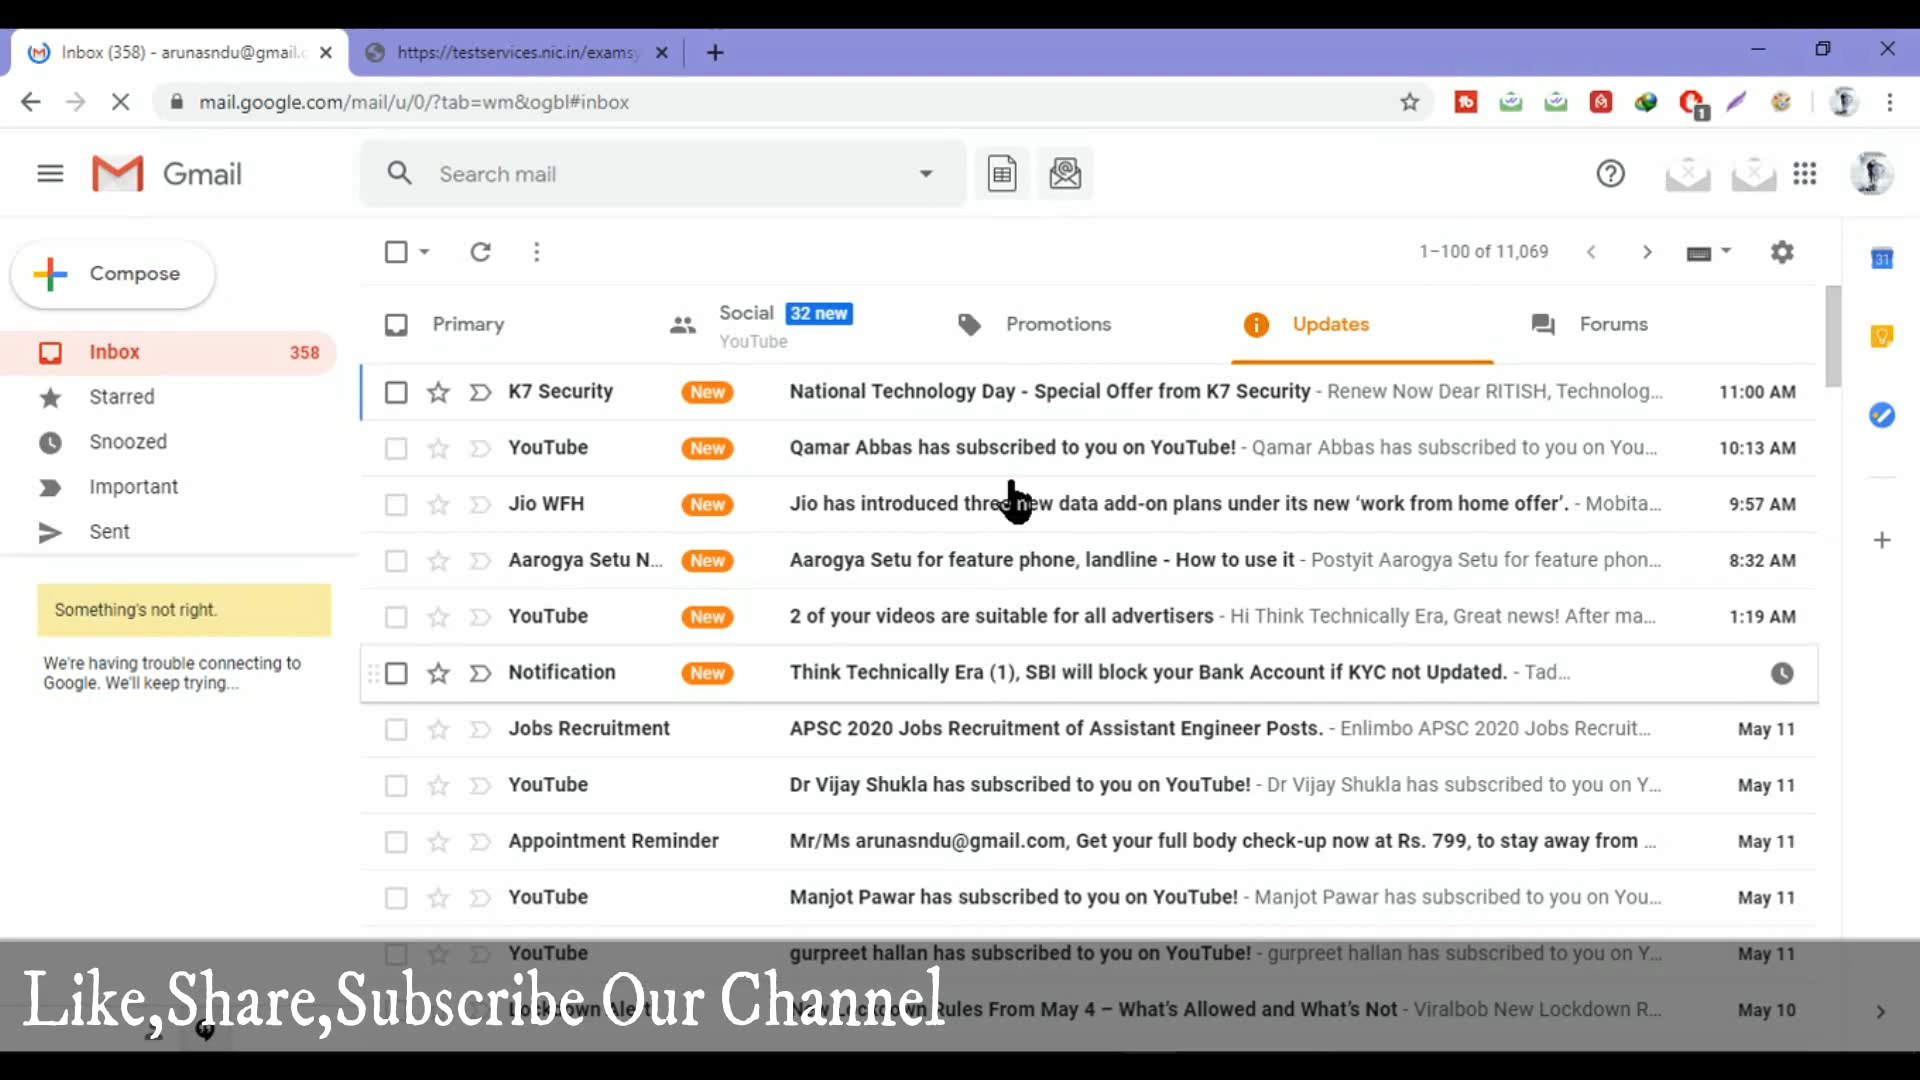 Inbox (358) - arunasndu@gmail.c
https://testservices.nic.in/examsy
mail.google.com/mail/u/0/?tab=wm&ogbl#inbox
1
Gmail
Search mail
Compose
1–100 of 11,069
31
Primary
Social 32 new
YouTube
Promotions
Updates
Forums
Inbox 358
Starred
Snoozed
Important
Sent
Something's not right.
We're having trouble connecting to
Google. We'll keep trying...
K7 Security New National Technology Day - Special Offer from K7 Security - Renew Now Dear RITISH, Technolog... 11:00 AM
YouTube New Qamar Abbas has subscribed to you on YouTube! - Qamar Abbas has subscribed to you on You... 10:13 AM
Jio WFH New Jio has introduced three new data add-on plans under its new ‘work from home offer’. - Mobita... 9:57 AM
Aarogya Setu N... New Aarogya Setu for feature phone, landline - How to use it - Postyit Aarogya Setu for feature phon... 8:32 AM
YouTube New 2 of your videos are suitable for all advertisers - Hi Think Technically Era, Great news! After ma... 1:19 AM
Notification New Think Technically Era (1), SBI will block your Bank Account if KYC not Updated. - Tad...
Jobs Recruitment APSC 2020 Jobs Recruitment of Assistant Engineer Posts. - Enlimbo APSC 2020 Jobs Recruit... May 11
YouTube Dr Vijay Shukla has subscribed to you on YouTube! - Dr Vijay Shukla has subscribed to you on Y... May 11
Appointment Reminder Mr/Ms arunasndu@gmail.com, Get your full body check-up now at Rs. 799, to stay away from ... May 11
YouTube Manjot Pawar has subscribed to you on YouTube! - Manjot Pawar has subscribed to you on You... May 11
YouTube gurpreet hallan has subscribed to you on YouTube! - gurpreet hallan has subscribed to you on Y... May 11
Lockdown Alert New Lockdown Rules From May 4 – What's Allowed and What's Not - Viralbob New Lockdown R... May 10
Like,Share,Subscribe Our Channel